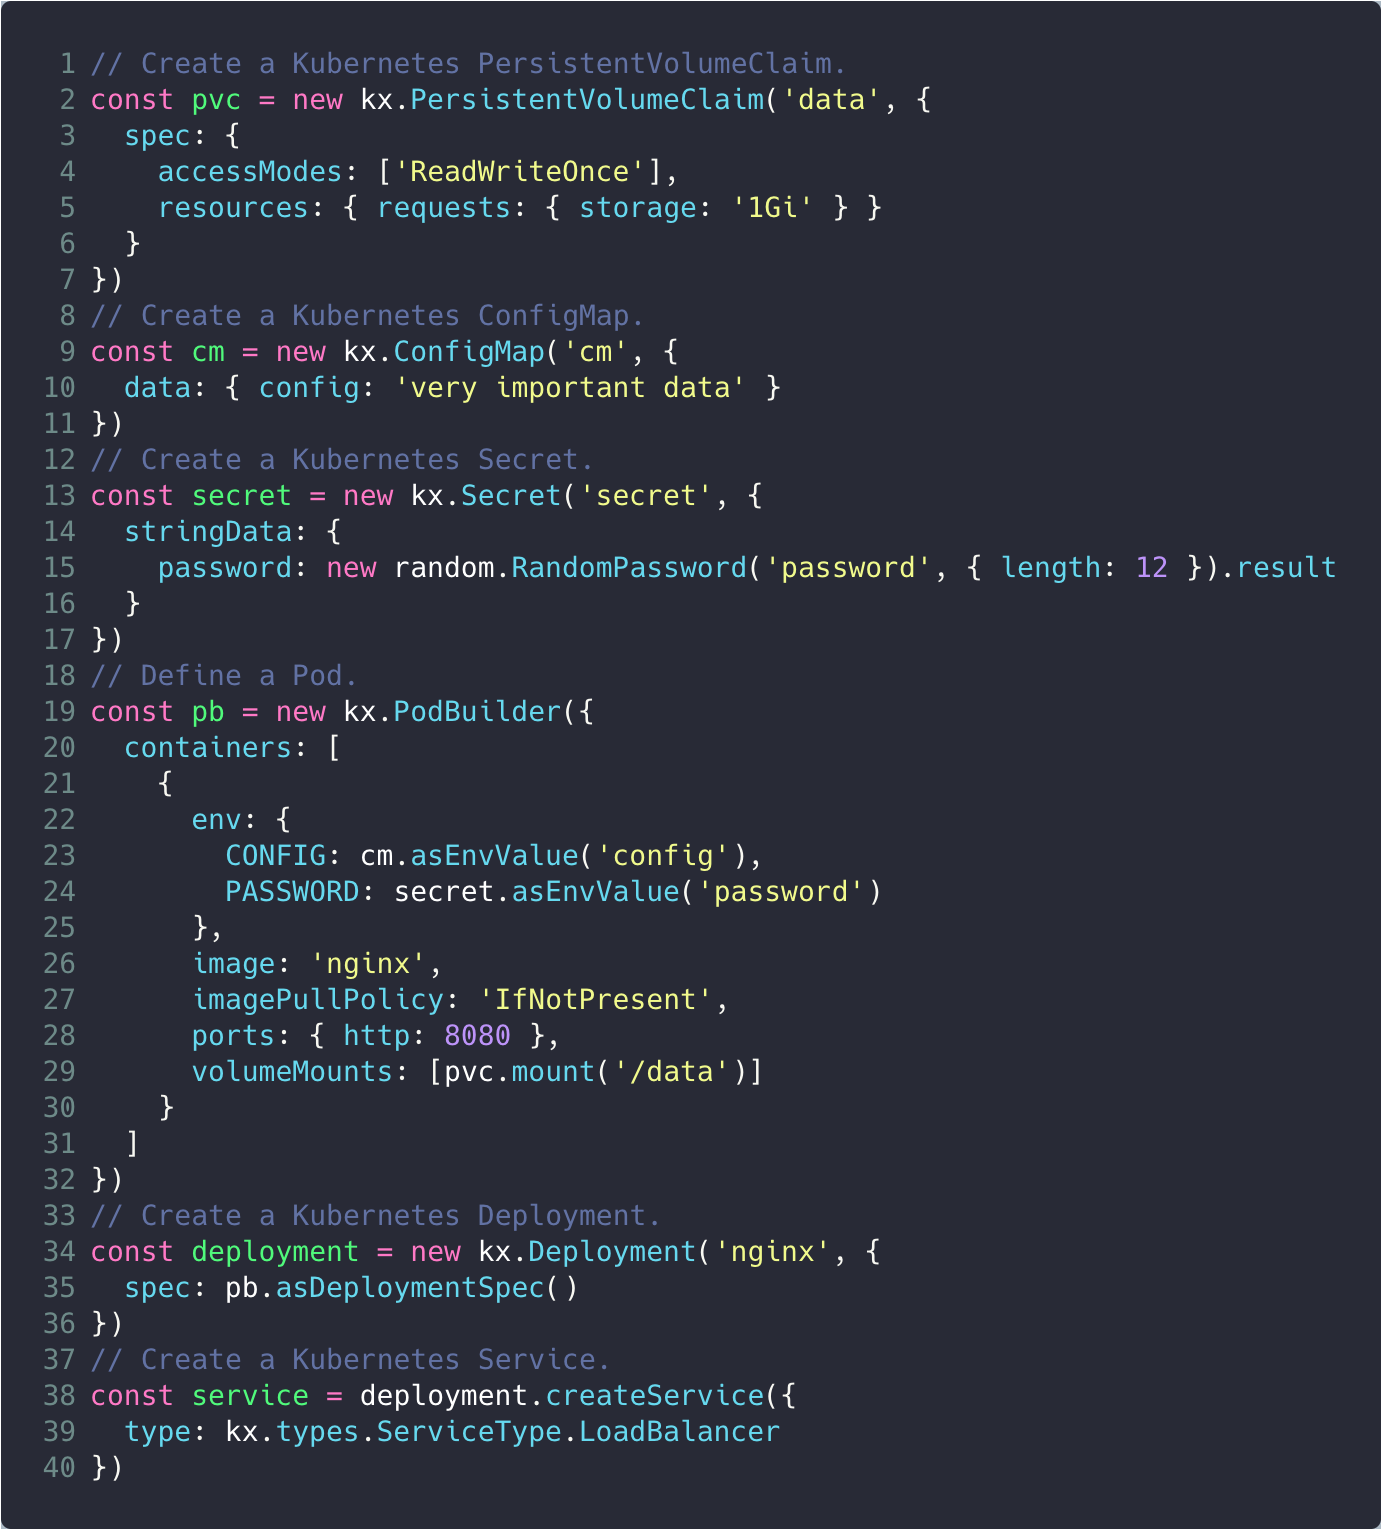 1 // Create a Kubernetes PersistentVolumeClaim.
2 const pvc = new kx.PersistentVolumeClaim('data', {
3   spec: {
4     accessModes: ['ReadWriteOnce'],
5     resources: { requests: { storage: '1Gi' } }
6   }
7 })
8 // Create a Kubernetes ConfigMap.
9 const cm = new kx.ConfigMap('cm', {
10   data: { config: 'very important data' }
11 })
12 // Create a Kubernetes Secret.
13 const secret = new kx.Secret('secret', {
14   stringData: {
15     password: new random.RandomPassword('password', { length: 12 }).result
16   }
17 })
18 // Define a Pod.
19 const pb = new kx.PodBuilder({
20   containers: [
21     {
22       env: {
23         CONFIG: cm.asEnvValue('config'),
24         PASSWORD: secret.asEnvValue('password')
25       },
26       image: 'nginx',
27       imagePullPolicy: 'IfNotPresent',
28       ports: { http: 8080 },
29       volumeMounts: [pvc.mount('/data')]
30     }
31   ]
32 })
33 // Create a Kubernetes Deployment.
34 const deployment = new kx.Deployment('nginx', {
35   spec: pb.asDeploymentSpec()
36 })
37 // Create a Kubernetes Service.
38 const service = deployment.createService({
39   type: kx.types.ServiceType.LoadBalancer
40 })